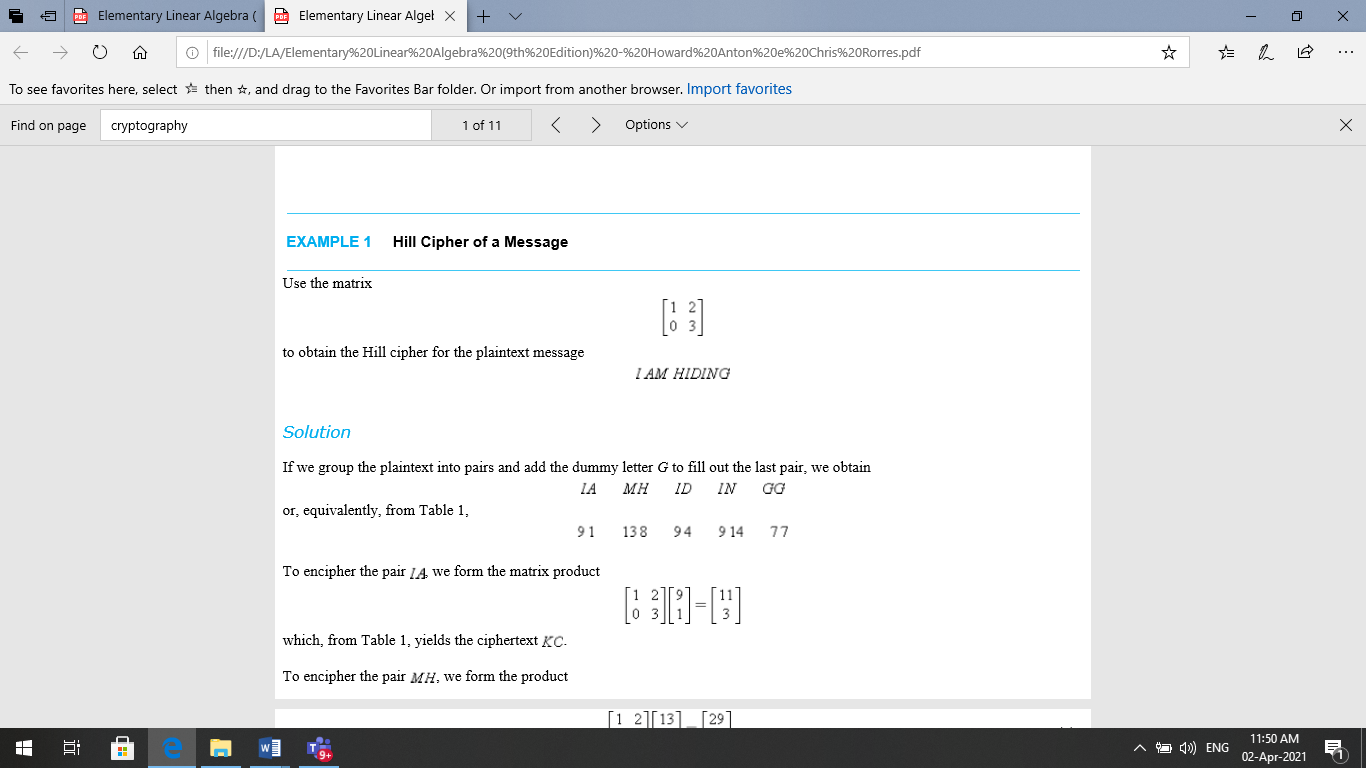 Elementary Linear Algebra (
Elementary Linear Algel
file:///D:/LA/Elementary%20Linear%20Algebra%20(9th%20Edition)%20-%20Howard%20Anton%20e%20Chris%20Rorres.pdf
To see favorites here, select then ☆, and drag to the Favorites Bar folder. Or import from another browser. Import favorites
Find on page cryptography 1 of 11 Options
EXAMPLE 1 Hill Cipher of a Message
Use the matrix
[1 2]
[0 3]
to obtain the Hill cipher for the plaintext message
I AM HIDING
Solution
If we group the plaintext into pairs and add the dummy letter G to fill out the last pair, we obtain
IA MH ID IN GG
or, equivalently, from Table 1,
9 1 13 8 9 4 9 14 7 7
To encipher the pair IA, we form the matrix product
[1 2][9] = [11]
[0 3][1] [3]
which, from Table 1, yields the ciphertext KC.
To encipher the pair MH, we form the product
[1 2][13] = [29]
ENG
11:50 AM
02-Apr-2021
9+
1